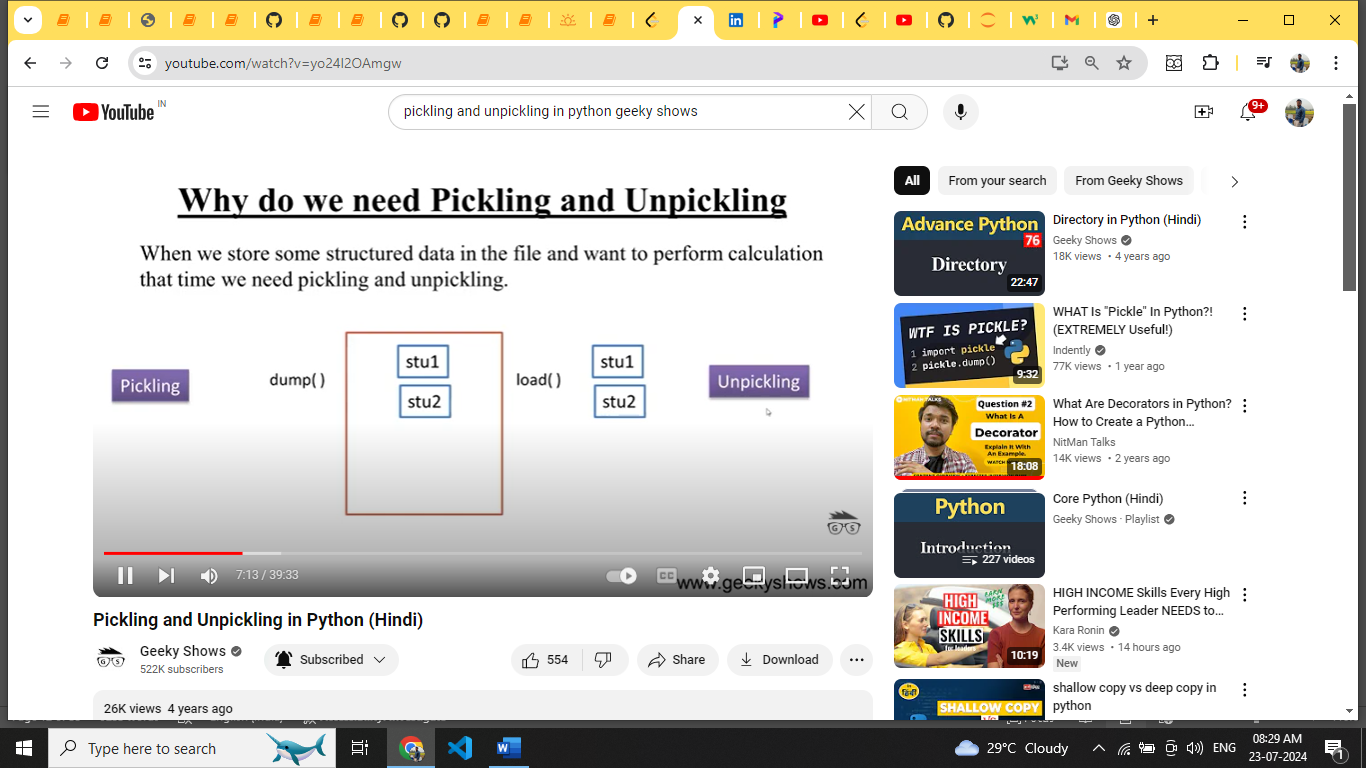 youtube.com/watch?v=yo24I2OAmgw
YouTube IN
pickling and unpickling in python geeky shows
9+
Why do we need Pickling and Unpickling
When we store some structured data in the file and want to perform calculation
that time we need pickling and unpickling.
Pickling
dump( )
stu1
stu2
load( )
stu1
stu2
Unpickling
GS
www.geekyshows.com
7:13 / 39:33
CC
Pickling and Unpickling in Python (Hindi)
Geeky Shows
522K subscribers
Subscribed
554
Share
Download
26K views 4 years ago
All
From your search
From Geeky Shows
Advance Python
76
Directory
22:47
Directory in Python (Hindi)
Geeky Shows
18K views • 4 years ago
WTF IS PICKLE?
1 import pickle
2 pickle.dump()
9:32
WHAT Is "Pickle" In Python?!
(EXTREMELY Useful!)
Indently
77K views • 1 year ago
NITMAN TALKS
Question #2
What Is A
Decorator
Explain It With
An Example.
18:08
What Are Decorators in Python?
How to Create a Python…
NitMan Talks
14K views • 2 years ago
Python
Introduction
227 videos
Core Python (Hindi)
Geeky Shows · Playlist
HIGH
INCOME
SKILLS
for leaders
EARN
MORE
10:19
HIGH INCOME Skills Every High
Performing Leader NEEDS to…
Kara Ronin
3.4K views • 14 hours ago
New
SHALLOW COPY
shallow copy vs deep copy in
python
Type here to search
29°C Cloudy
ENG
08:29 AM
23-07-2024
1